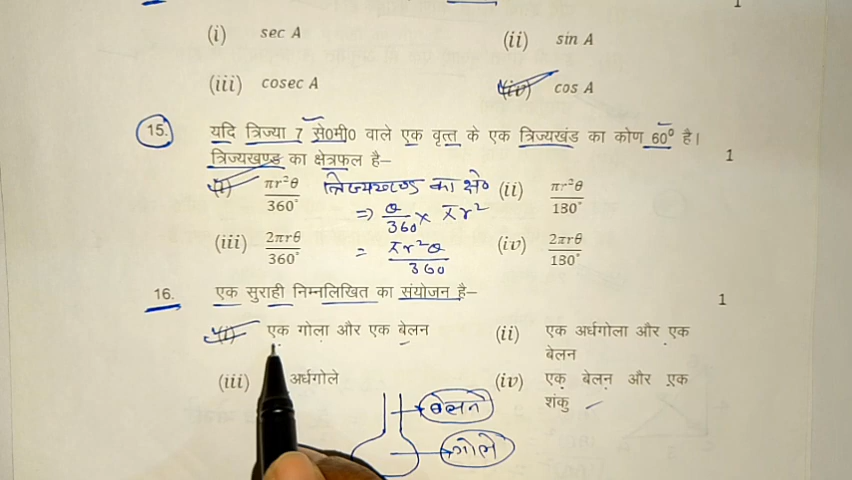 1
(i) sec A (ii) sin A
(iii) cosec A (iv) cos A
15. यदि त्रिज्या 7 से०मी० वाले एक वृत्त के एक त्रिज्यखंड का कोण 60° है।
त्रिज्यखण्ड का क्षेत्रफल है– 1
(i) πr²θ/360° त्रिज्यखण्ड का क्षे० (ii) πr²θ/180°
⇒ θ/360 × πr²
(iii) 2πrθ/360° = πr²θ/360 (iv) 2πrθ/180°
16. एक सुराही निम्नलिखित का संयोजन है– 1
(i) एक गोला और एक बेलन (ii) एक अर्धगोला और एक
बेलन
(iii) अर्धगोले (iv) एक बेलन और एक
शंकु
बेलन
गोले